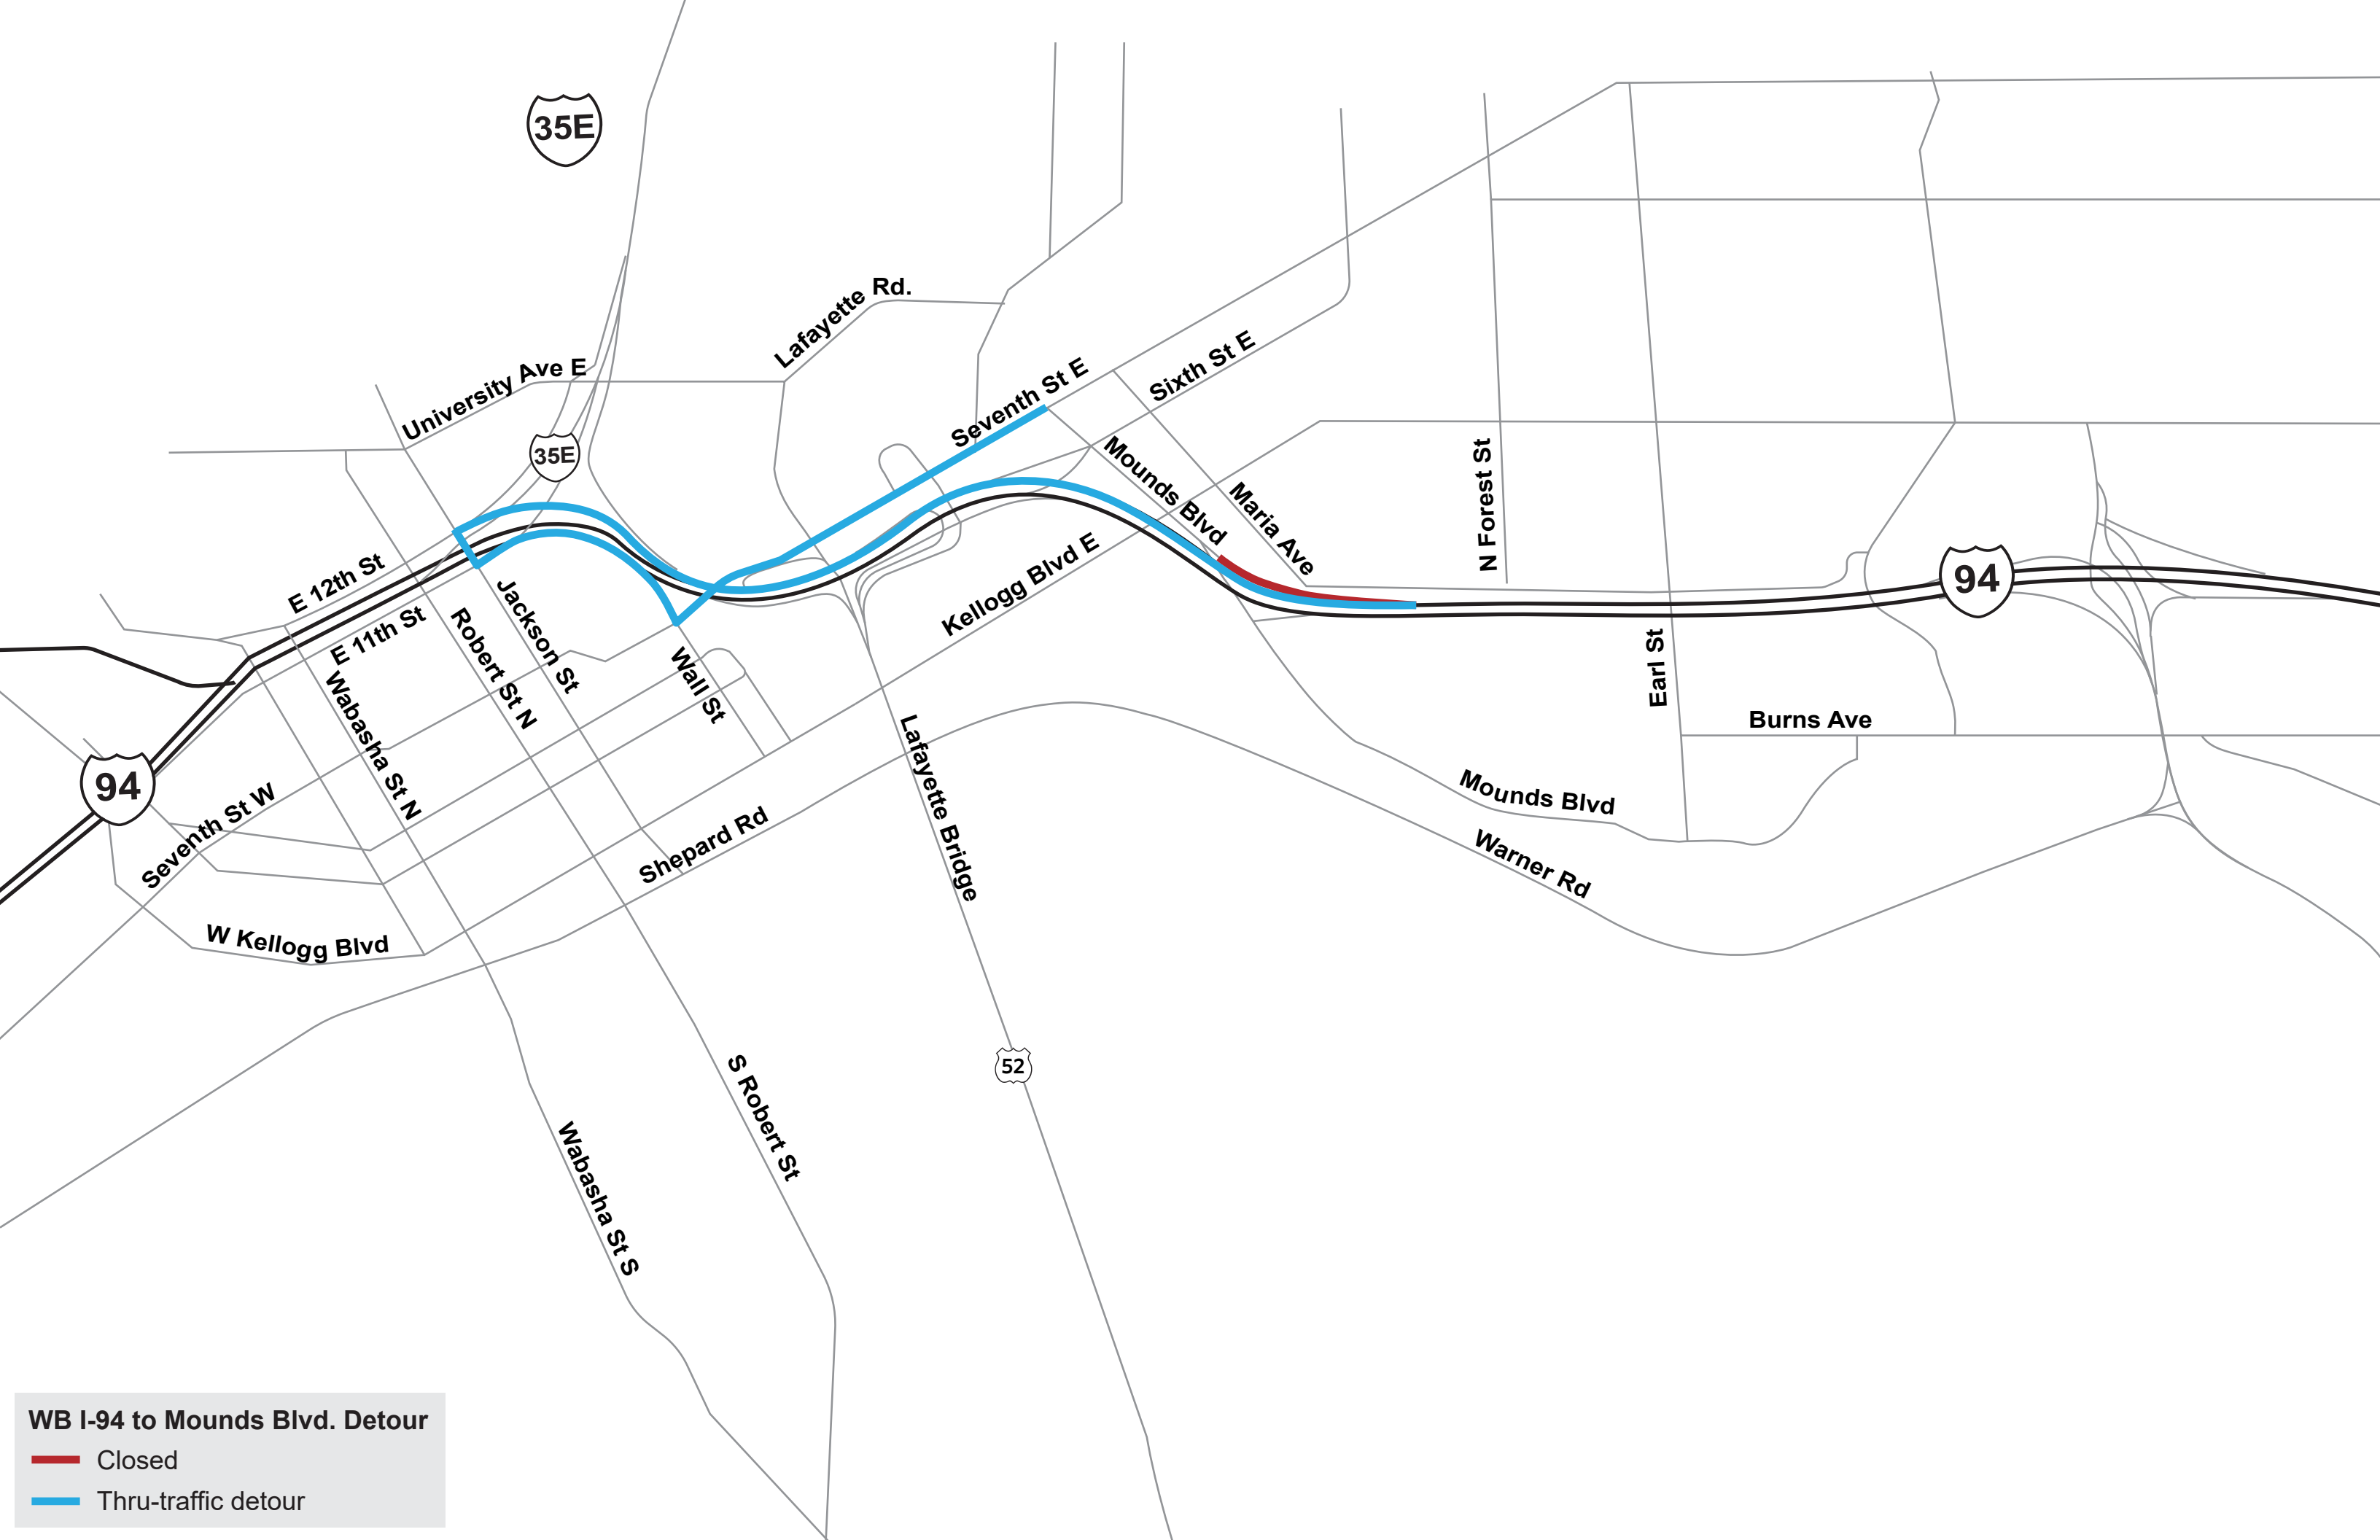 35E
Lafayette Rd.
University Ave E
Seventh St E
Sixth St E
35E
Mounds Blvd
Maria Ave
N Forest St
94
E 12th St
E 11th St
Jackson St
Robert St N
Kellogg Blvd E
Wabasha St N
Wall St
Earl St
Burns Ave
94
Seventh St W
Lafayette Bridge
Mounds Blvd
Shepard Rd
Warner Rd
W Kellogg Blvd
52
S Robert St
Wabasha St S
WB I-94 to Mounds Blvd. Detour
Closed
Thru-traffic detour